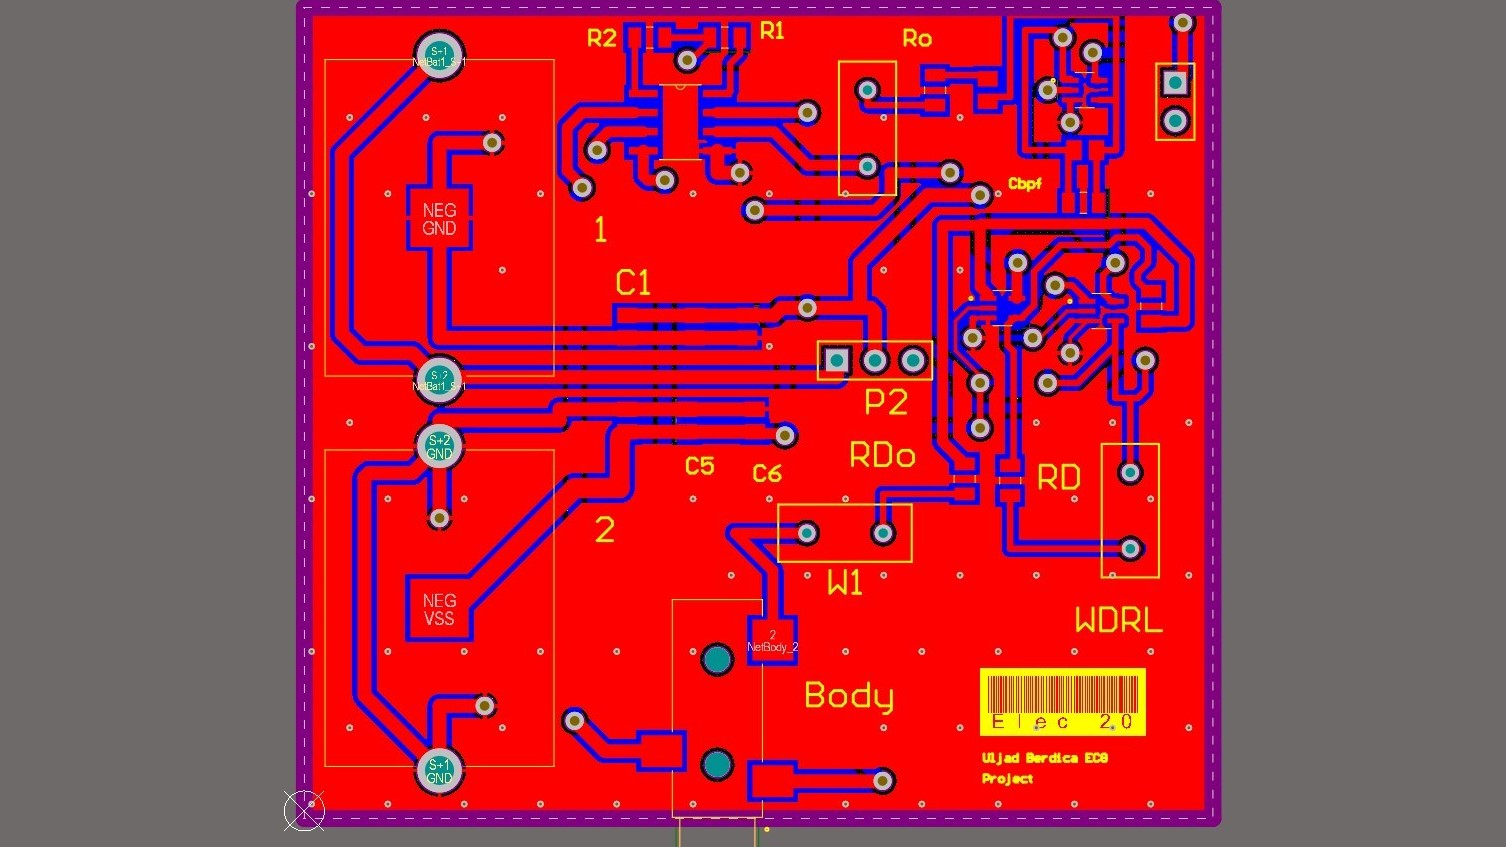 S+1
NetBat1_S+1
R2
R1
Ro
NEG
GND
Cbpf
1
C1
S+2
NetBat1_S+1
P2
S+2
GND
RDo
C5
C6
RD
2
W1
NEG
VSS
WDRL
2
NetBody_2
Body
Elec 2.0
Uljad Berdica EC8
Project
S+1
GND